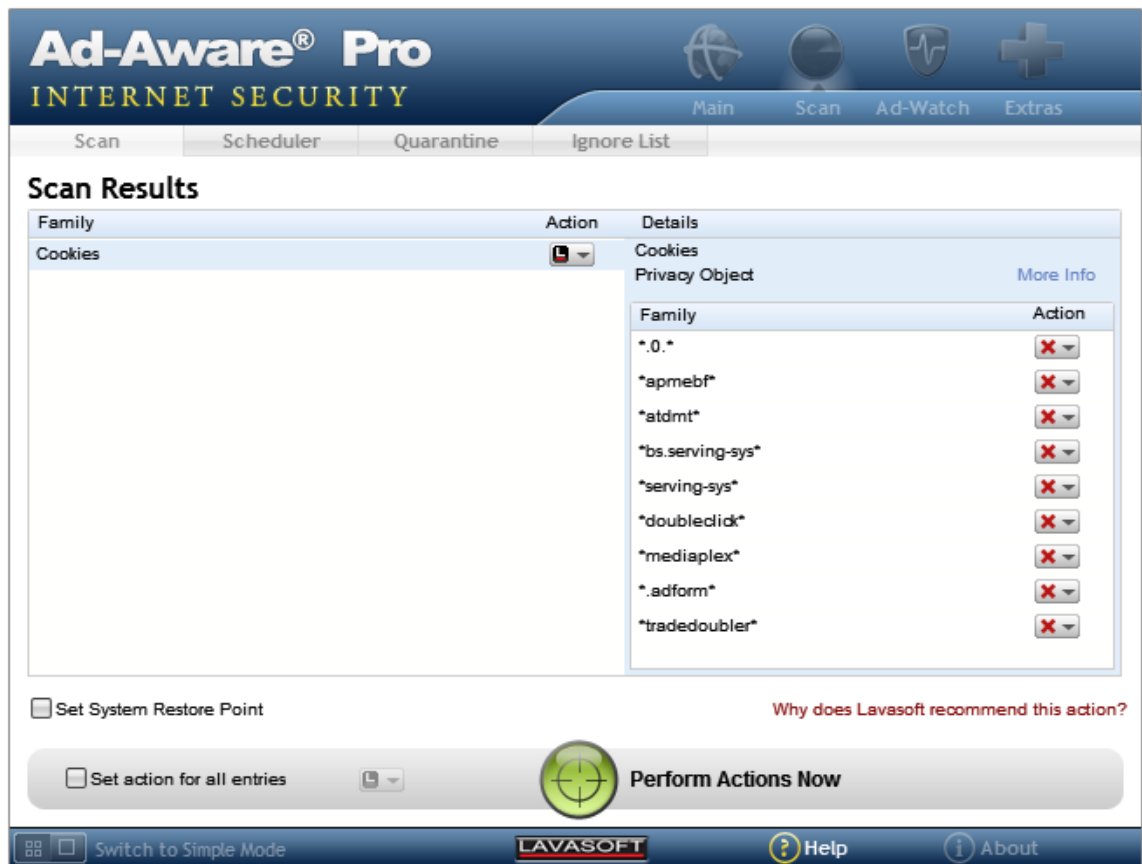 Ad-Aware® Pro
INTERNET SECURITY
Main Scan Ad-Watch Extras
Scan Scheduler Quarantine Ignore List
Scan Results
Family Action Details
Cookies L Cookies
Privacy Object More Info
Family Action
*.0.*
*apmebf*
*atdmt*
*bs.serving-sys*
*serving-sys*
*doubleclick*
*mediaplex*
*.adform*
*tradedoubler*
Set System Restore Point Why does Lavasoft recommend this action?
Set action for all entries L Perform Actions Now
Switch to Simple Mode LAVASOFT ? Help i About